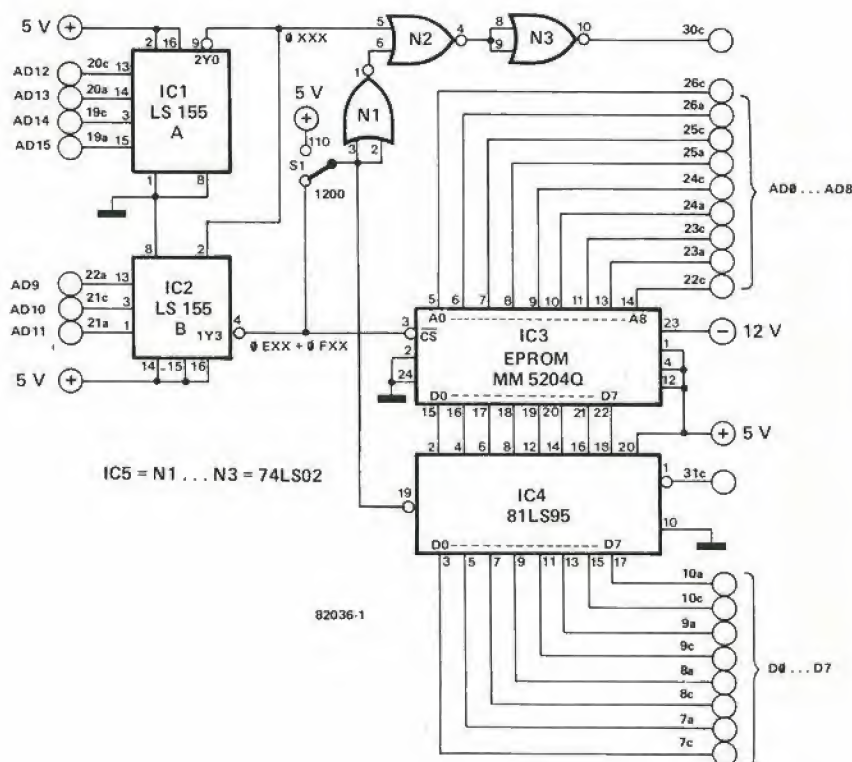 5 V
2
16
9
2Y0
Ø XXX
AD12
20c
13
AD13
20a
14
AD14
19c
3
AD15
19a
15
IC1
LS 155
A
1
8
5
6
N2
4
8
9
N3
10
30c
1
N1
3
2
5 V
110
S1
1200
8
2
AD9
22a
13
AD10
21c
3
AD11
21a
1
IC2
LS 155
B
4
1Y3
14
15
16
5 V
Ø EXX + Ø FXX
26c
26a
25c
25a
24c
24a
23c
23a
22c
ADØ ... AD8
5
6
7
8
9
10
11
13
14
A0
A8
3
CS
2
24
IC3
EPROM
MM 5204Q
23
12 V
1
4
12
D0
D7
15
16
17
18
19
20
21
22
5 V
2
4
6
8
12
14
16
18
20
19
IC4
81LS95
1
31c
10
D0
D7
3
5
7
9
11
13
15
17
IC5 = N1 ... N3 = 74LS02
82036-1
10a
10c
9a
9c
8a
8c
7a
7c
DØ ... D7